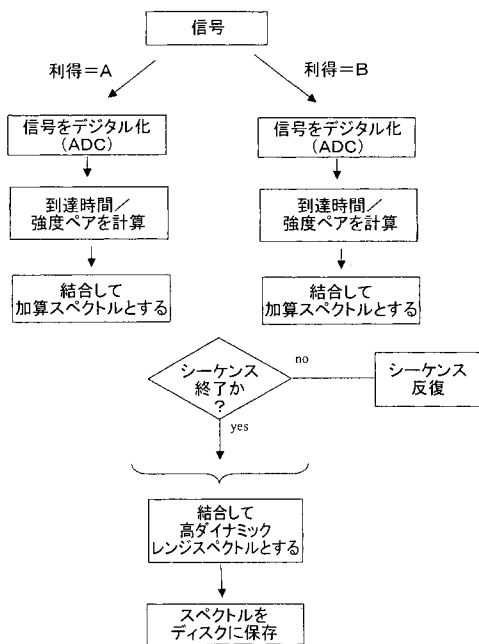 信号
利得=A
利得=B
信号をデジタル化
(ADC)
信号をデジタル化
(ADC)
到達時間/
強度ペアを計算
到達時間/
強度ペアを計算
結合して
加算スペクトルとする
結合して
加算スペクトルとする
シーケンス
終了か
?
no
シーケンス
反復
yes
結合して
高ダイナミック
レンジスペクトルとする
スペクトルを
ディスクに保存